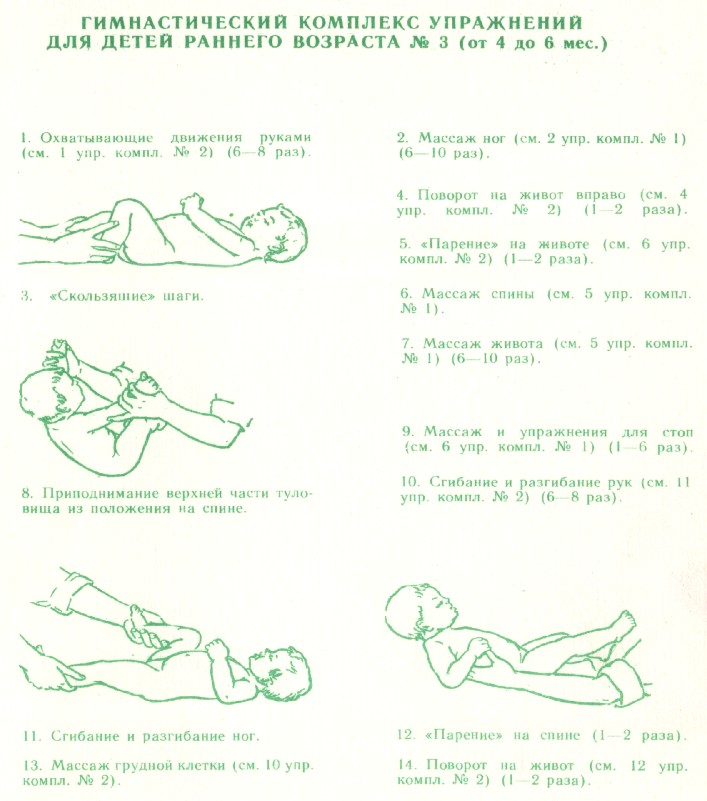 ГИМНАСТИЧЕСКИЙ КОМПЛЕКС УПРАЖНЕНИЙ
ДЛЯ ДЕТЕЙ РАННЕГО ВОЗРАСТА № 3 (от 4 до 6 мес.)
1. Охватывающие движения руками
(см. 1 упр. компл. № 2) (6—8 раз).
2. Массаж ног (см. 2 упр. компл. № 1)
(6—10 раз).
4. Поворот на живот вправо (см. 4
упр. компл. № 2) (1—2 раза).
5. «Парение» на животе (см. 6 упр.
компл. № 2) (1—2 раза).
3. «Скользящие» шаги.
6. Массаж спины (см. 5 упр. компл.
№ 1).
7. Массаж живота (см. 5 упр. компл.
№ 1) (6—10 раз).
9. Массаж и упражнения для стоп
(см. 6 упр. компл. № 1) (1—6 раз).
8. Приподнимание верхней части туло-
вища из положения на спине.
10. Сгибание и разгибание рук (см. 11
упр. компл. № 2) (6—8 раз).
11. Сгибание и разгибание ног.
12. «Парение» на спине (1—2 раза).
13. Массаж грудной клетки (см. 10 упр.
компл. № 2).
14. Поворот на живот (см. 12 упр.
компл. № 2) (1—2 раза).